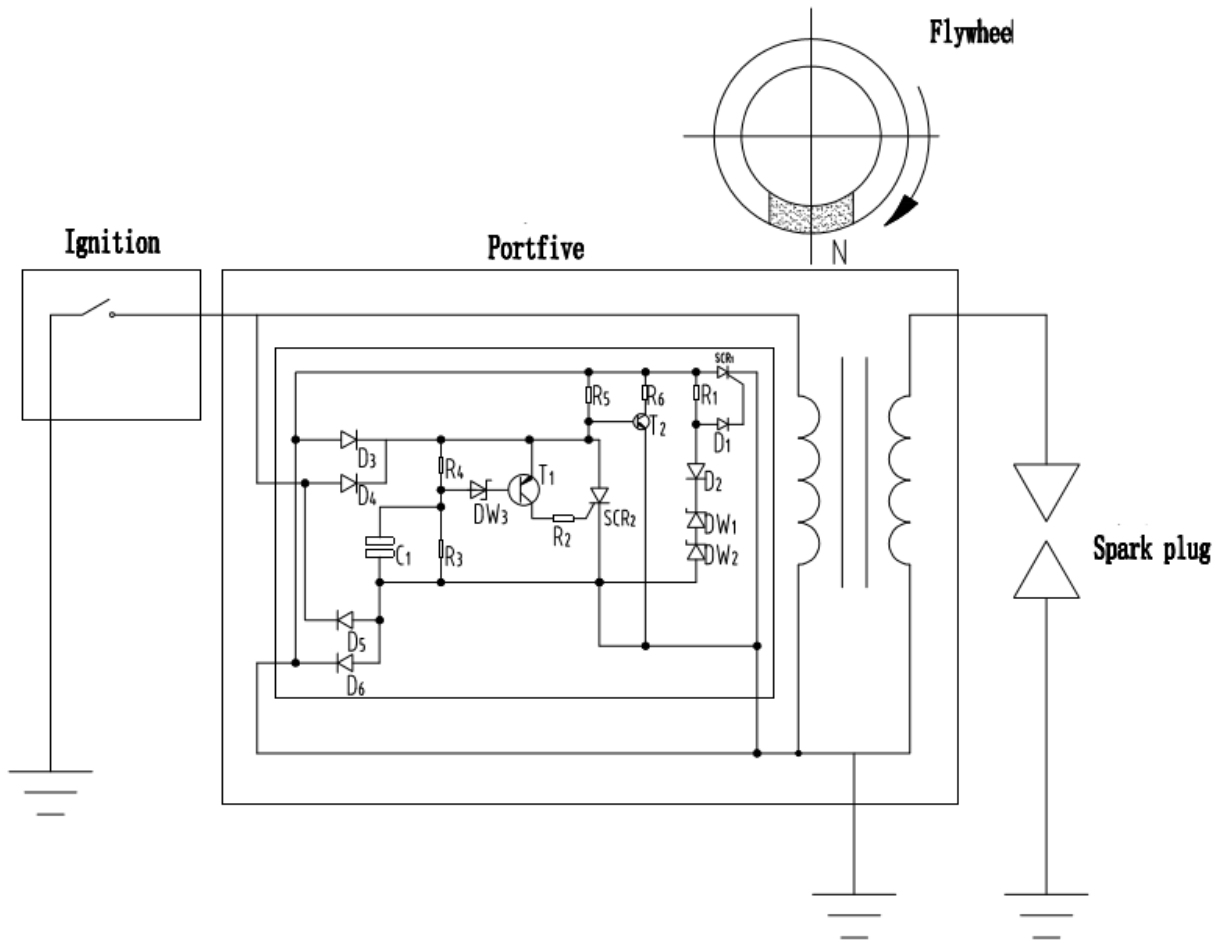 Flywheel
Ignition
Portfive
N
SCR1
R5
R6
R1
T2
D1
D3
R4
T1
D2
D4
DW3
SCR2
DW1
R2
C1
R3
DW2
Spark plug
D5
D6